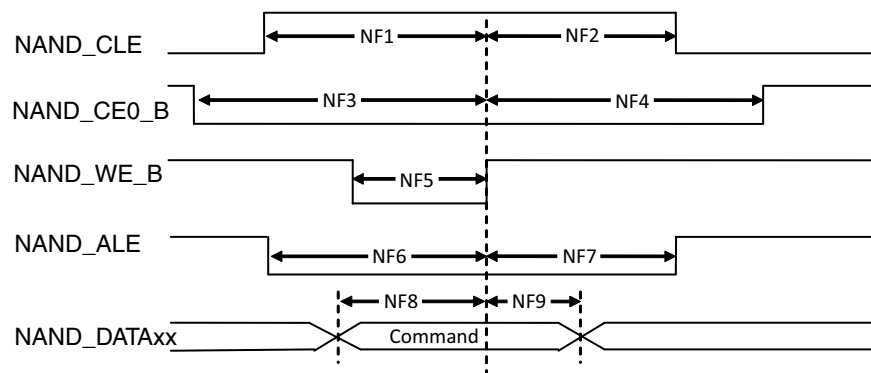 NAND_CLE
NF1
NF2
NAND_CE0_B
NF3
NF4
NAND_WE_B
NF5
NAND_ALE
NF6
NF7
NF8
NF9
NAND_DATAxx
Command